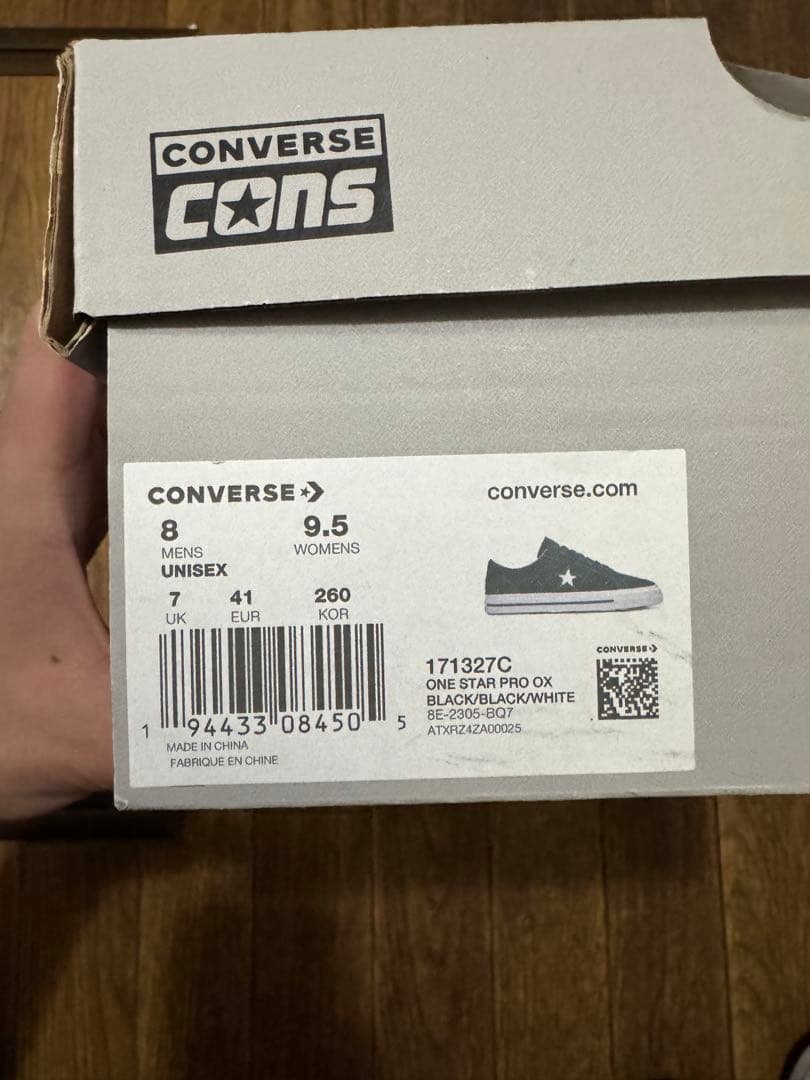 CONVERSE
CONS
CONVERSE
converse.com
8 9.5
MENS WOMENS
UNISEX
7 41 260
UK EUR KOR
1 94433 08450 5
MADE IN CHINA
FABRIQUE EN CHINE
171327C
ONE STAR PRO OX
BLACK/BLACK/WHITE
8E-2305-BQ7
ATXRZ4ZA00025
CONVERSE